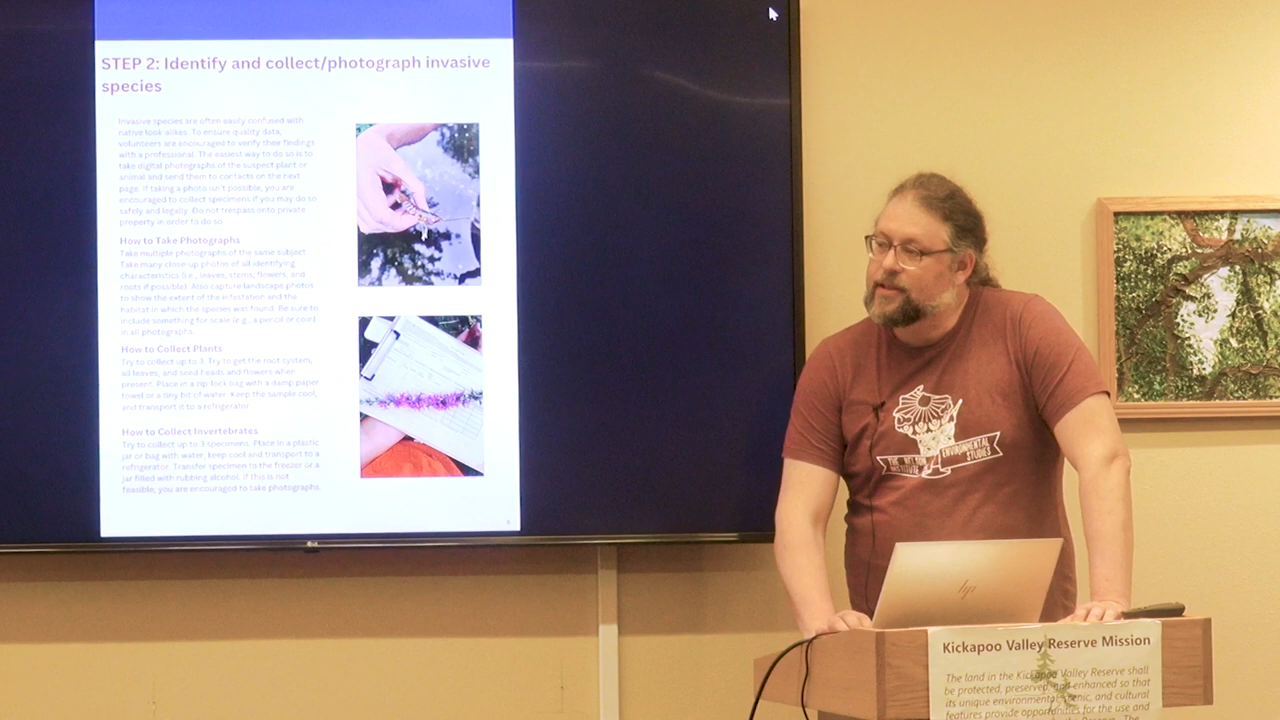 STEP 2: Identify and collect/photograph invasive
species
Invasive species are often easily confused with
native look alikes. To ensure quality data,
volunteers are encouraged to verify their findings
with a professional. The easiest way to do so is to
take digital photographs of the suspect plant or
animal and send them to contacts on the next
page. If taking a photo isn't possible, you are
encouraged to collect specimens if you may do so
safely and legally. Do not trespass onto private
property in order to do so.
How to Take Photographs
Take multiple photographs of the same subject.
Take many close-up photos of all identifying
characteristics (i.e., leaves, stems, flowers, and
roots if possible). Also capture landscape photos
to show the extent of the infestation and the
habitat in which the species was found. Be sure to
include something for scale (e.g., a pencil or coin)
in all photographs.
How to Collect Plants
Try to collect up to 3. Try to get the root system,
all leaves, and seed heads and flowers when
present. Place in a zip lock bag with a damp paper
towel or a tiny bit of water. Keep the sample cool,
and transport it to a refrigerator.
How to Collect Invertebrates
Try to collect up to 3 specimens. Place in a plastic
jar or bag with water; keep cool and transport to a
refrigerator. Transfer specimen to the freezer or a
jar filled with rubbing alcohol. If this is not
feasible, you are encouraged to take photographs.
LG
THE NELSON
INSTITUTE
ENVIRONMENTAL
STUDIES
hp
Kickapoo Valley Reserve Mission
The land in the Kickapoo Valley Reserve shall
be protected, preserved, and enhanced so that
its unique environmental, scenic, and cultural
features provide opportunities for the use and
the Reserve. The